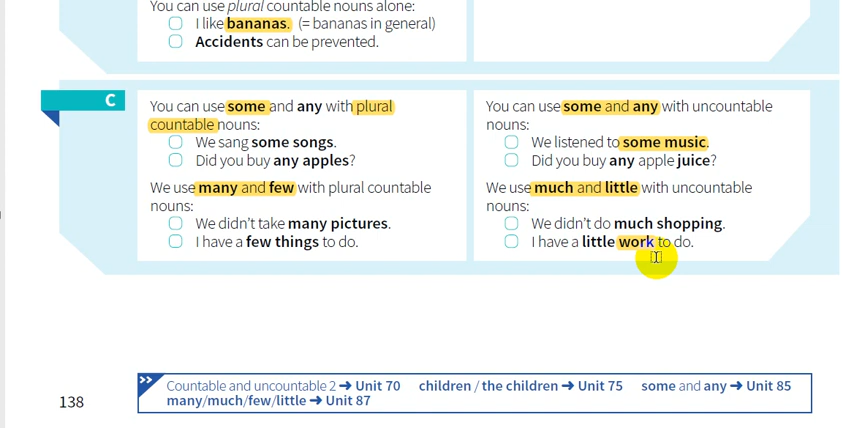 You can use plural countable nouns alone:
I like bananas. (= bananas in general)
Accidents can be prevented.
C
You can use some and any with plural
countable nouns:
We sang some songs.
Did you buy any apples?
We use many and few with plural countable
nouns:
We didn't take many pictures.
I have a few things to do.
You can use some and any with uncountable
nouns:
We listened to some music.
Did you buy any apple juice?
We use much and little with uncountable
nouns:
We didn't do much shopping.
I have a little work to do.
138
>> Countable and uncountable 2 ➜ Unit 70 children / the children ➜ Unit 75 some and any ➜ Unit 85
many/much/few/little ➜ Unit 87